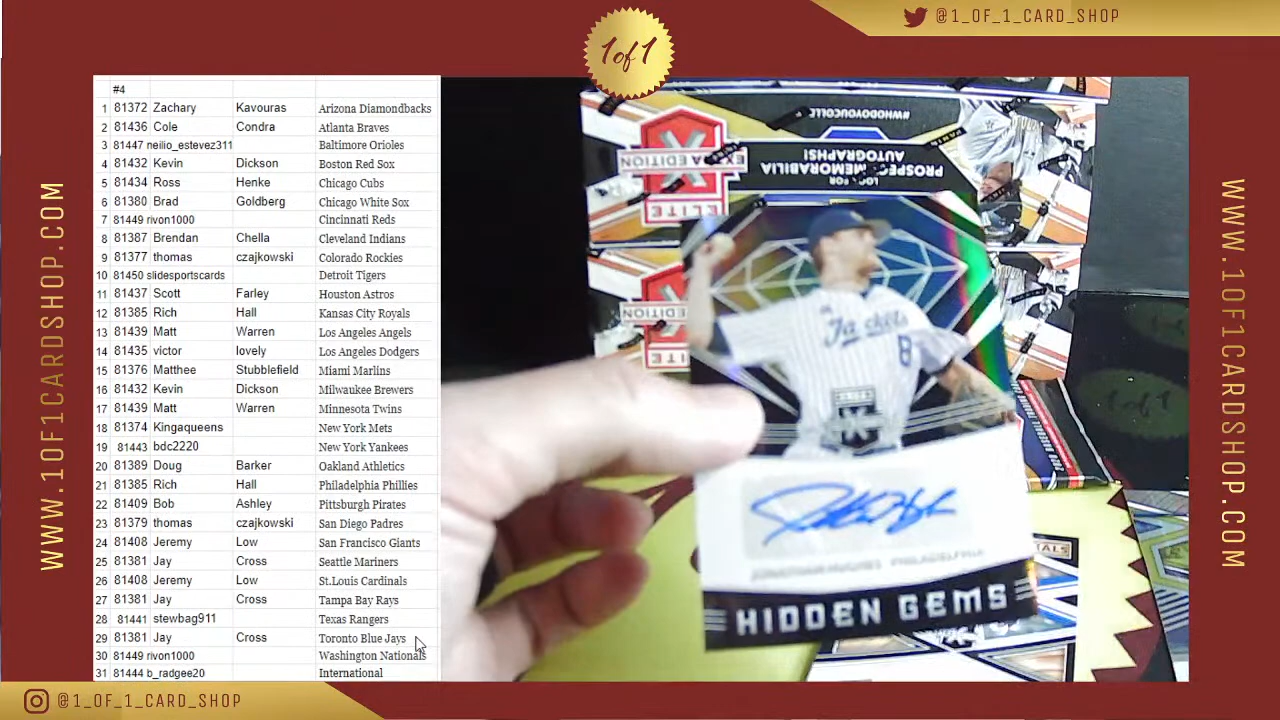 @1_OF_1_CARD_SHOP
1 of 1
#4
1 81372 Zachary Kavouras Arizona Diamondbacks
2 81436 Cole Condra Atlanta Braves
3 81447 neilio_estevez311 Baltimore Orioles
4 81432 Kevin Dickson Boston Red Sox
5 81434 Ross Henke Chicago Cubs
6 81380 Brad Goldberg Chicago White Sox
7 81449 rivon1000 Cincinnati Reds
8 81387 Brendan Chella Cleveland Indians
9 81377 thomas czajkowski Colorado Rockies
10 81450 slidesportscards Detroit Tigers
11 81437 Scott Farley Houston Astros
12 81385 Rich Hall Kansas City Royals
13 81439 Matt Warren Los Angeles Angels
14 81435 victor lovely Los Angeles Dodgers
15 81376 Matthee Stubblefield Miami Marlins
16 81432 Kevin Dickson Milwaukee Brewers
17 81439 Matt Warren Minnesota Twins
18 81374 Kingaqueens New York Mets
19 81443 bdc2220 New York Yankees
20 81389 Doug Barker Oakland Athletics
21 81385 Rich Hall Philadelphia Phillies
22 81409 Bob Ashley Pittsburgh Pirates
23 81379 thomas czajkowski San Diego Padres
24 81408 Jeremy Low San Francisco Giants
25 81381 Jay Cross Seattle Mariners
26 81408 Jeremy Low St.Louis Cardinals
27 81381 Jay Cross Tampa Bay Rays
28 81441 stewbag911 Texas Rangers
29 81381 Jay Cross Toronto Blue Jays
30 81449 rivon1000 Washington Nationals
31 81444 b_radgee20 International
#WHODOYOUCOLLECT
LOOK FOR
PROSPECT MEMORABILIA
AUTOGRAPHS!
EXTRA EDITION
ELITE
EDITION
8
HIDDEN GEMS
WWW.1OF1CARDSHOP.COM
WWW.1OF1CARDSHOP.COM
@1_OF_1_CARD_SHOP